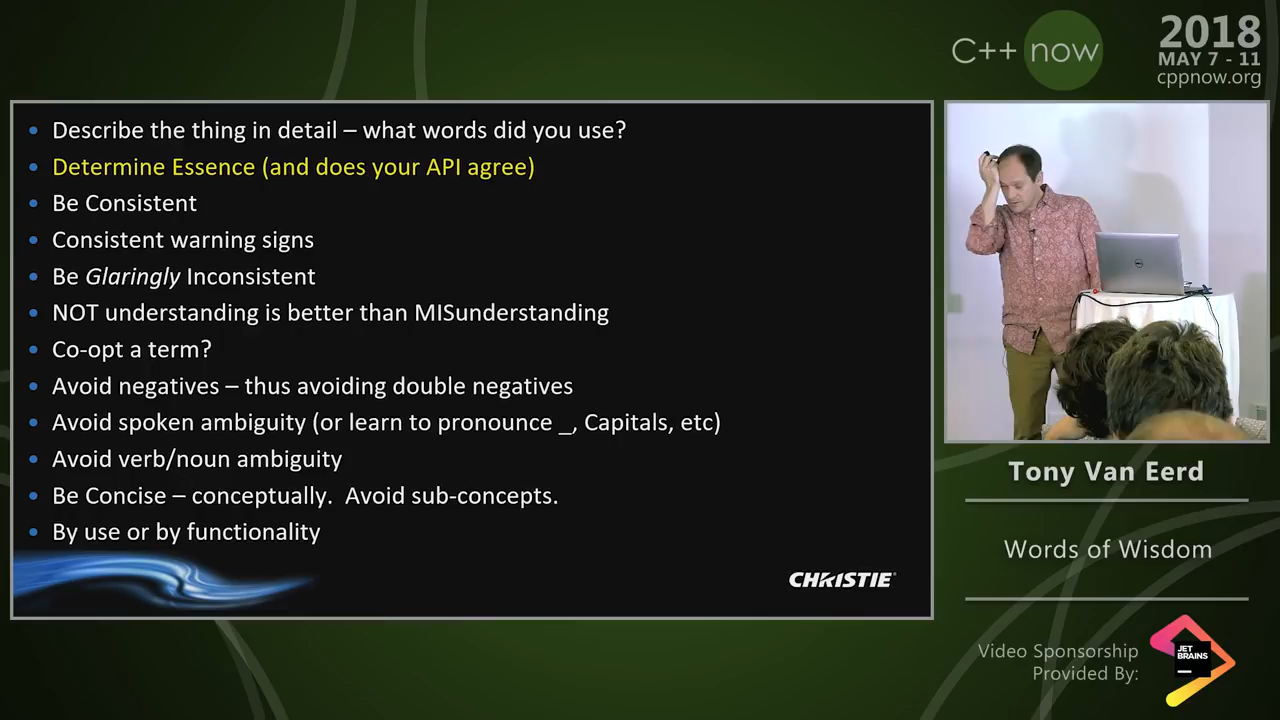 C++ now
2018
MAY 7 - 11
cppnow.org
Describe the thing in detail – what words did you use?
Determine Essence (and does your API agree)
Be Consistent
Consistent warning signs
Be Glaringly Inconsistent
NOT understanding is better than MISunderstanding
Co-opt a term?
Avoid negatives – thus avoiding double negatives
Avoid spoken ambiguity (or learn to pronounce _, Capitals, etc)
Avoid verb/noun ambiguity
Be Concise – conceptually.  Avoid sub-concepts.
By use or by functionality
CHRISTIE
Tony Van Eerd
Words of Wisdom
Video Sponsorship
Provided By:
JET
BRAINS